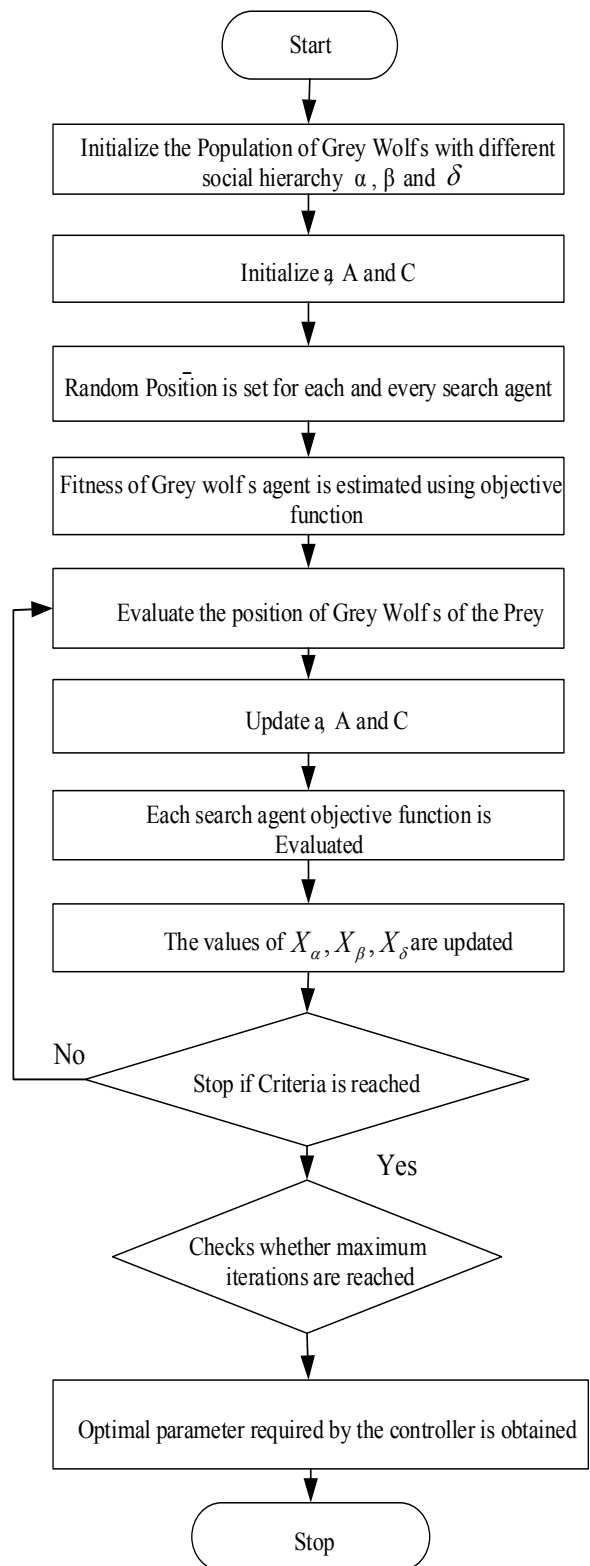 Start
Initialize the Population of Grey Wolf s with different
social hierarchy α , β and δ
Initialize a, A and C
Random Position is set for each and every search agent
Fitness of Grey wolf s agent is estimated using objective
function
Evaluate the position of Grey Wolf s of the Prey
Update a, A and C
Each search agent objective function is
Evaluated
The values of X_α, X_β, X_δ are updated
No
Stop if Criteria is reached
Yes
Checks whether maximum
iterations are reached
Optimal parameter required by the controller is obtained
Stop